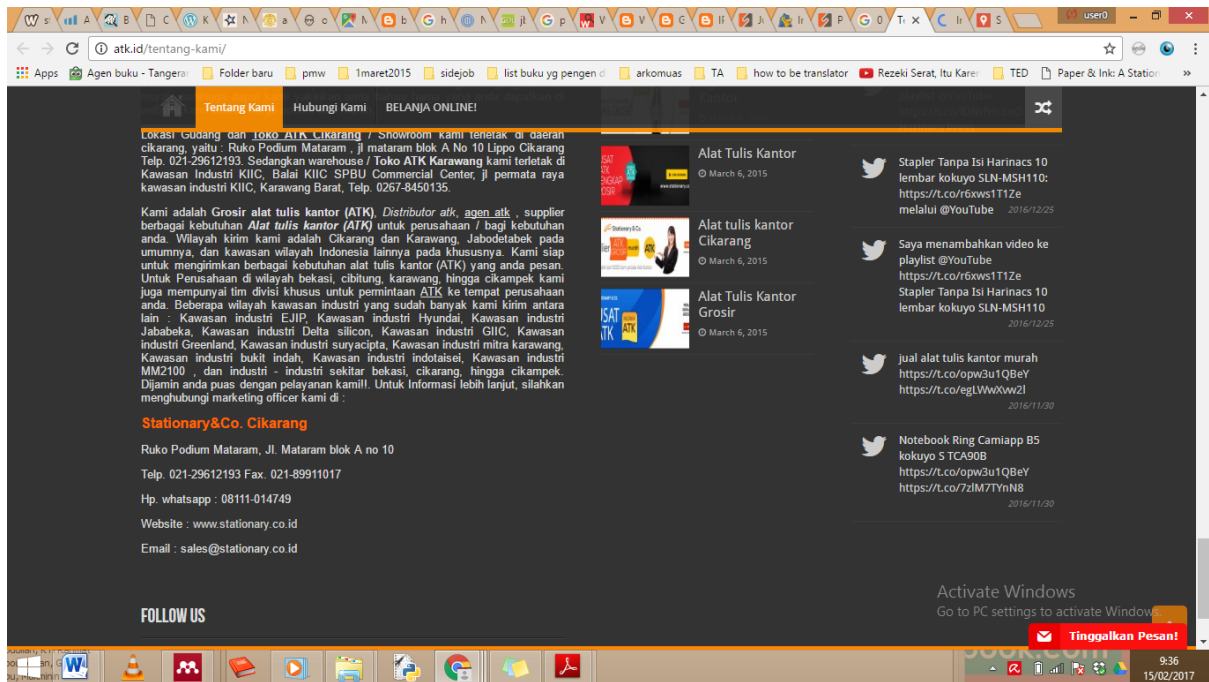 user0
atk.id/tentang-kami/
Apps
Agen buku - Tangerar
Folder baru
pmw
1maret2015
sidejob
list buku yg pengen d
arkomuas
TA
how to be translator
Rezeki Serat, Itu Karer
TED
Paper & Ink: A Station
»
Tentang Kami
Hubungi Kami
BELANJA ONLINE!
Lokasi Gudang dan Toko ATK Cikarang / Showroom kami terletak di daerah
cikarang, yaitu : Ruko Podium Mataram , jl mataram blok A No 10 Lippo Cikarang
Telp. 021-29612193. Sedangkan warehouse / Toko ATK Karawang kami terletak di
Kawasan Industri KIIC, Balai KIIC SPBU Commercial Center, jl permata raya
kawasan industri KIIC, Karawang Barat, Telp. 0267-8450135.
Kami adalah Grosir alat tulis kantor (ATK), Distributor atk, agen atk , supplier
berbagai kebutuhan Alat tulis kantor (ATK) untuk perusahaan / bagi kebutuhan
anda. Wilayah kirim kami adalah Cikarang dan Karawang, Jabodetabek pada
umumnya, dan kawasan wilayah Indonesia lainnya pada khususnya. Kami siap
untuk mengirimkan berbagai kebutuhan alat tulis kantor (ATK) yang anda pesan.
Untuk Perusahaan di wilayah bekasi, cibitung, karawang, hingga cikampek kami
juga mempunyai tim divisi khusus untuk permintaan ATK ke tempat perusahaan
anda. Beberapa wilayah kawasan industri yang sudah banyak kami kirim antara
lain : Kawasan industri EJIP, Kawasan industri Hyundai, Kawasan industri
Jababeka, Kawasan industri Delta silicon, Kawasan industri GIIC, Kawasan
industri Greenland, Kawasan industri suryacipta, Kawasan industri mitra karawang,
Kawasan industri bukit indah, Kawasan industri indotaisei, Kawasan industri
MM2100 , dan industri - industri sekitar bekasi, cikarang, hingga cikampek.
Dijamin anda puas dengan pelayanan kami!!. Untuk Informasi lebih lanjut, silahkan
menghubungi marketing officer kami di :
Stationary&Co. Cikarang
Ruko Podium Mataram, Jl. Mataram blok A no 10
Telp. 021-29612193 Fax. 021-89911017
Hp. whatsapp : 08111-014749
Website : www.stationary.co.id
Email : sales@stationary.co.id
FOLLOW US
Kantor
Alat Tulis Kantor
March 6, 2015
Alat tulis kantor
Cikarang
March 6, 2015
Alat Tulis Kantor
Grosir
March 6, 2015
Stapler Tanpa Isi Harinacs 10
lembar kokuyo SLN-MSH110:
https://t.co/r6xws1T1Ze
melalui @YouTube 2016/12/25
Saya menambahkan video ke
playlist @YouTube
https://t.co/r6xws1T1Ze
Stapler Tanpa Isi Harinacs 10
lembar kokuyo SLN-MSH110
2016/12/25
jual alat tulis kantor murah
https://t.co/opw3u1QBeY
https://t.co/egLWwXvw2l
2016/11/30
Notebook Ring Camiapp B5
kokuyo S TCA90B
https://t.co/opw3u1QBeY
https://t.co/7zlM7TYnN8
2016/11/30
Activate Windows
Go to PC settings to activate Windows.
Tinggalkan Pesan!
9:36
15/02/2017